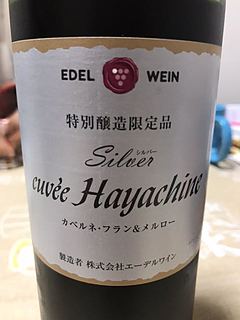 EDEL WEIN
特別醸造限定品
シルバー
Silver
cuvée Hayachine
カベルネ・フラン&メルロー
製造者 株式会社エーデルワイン